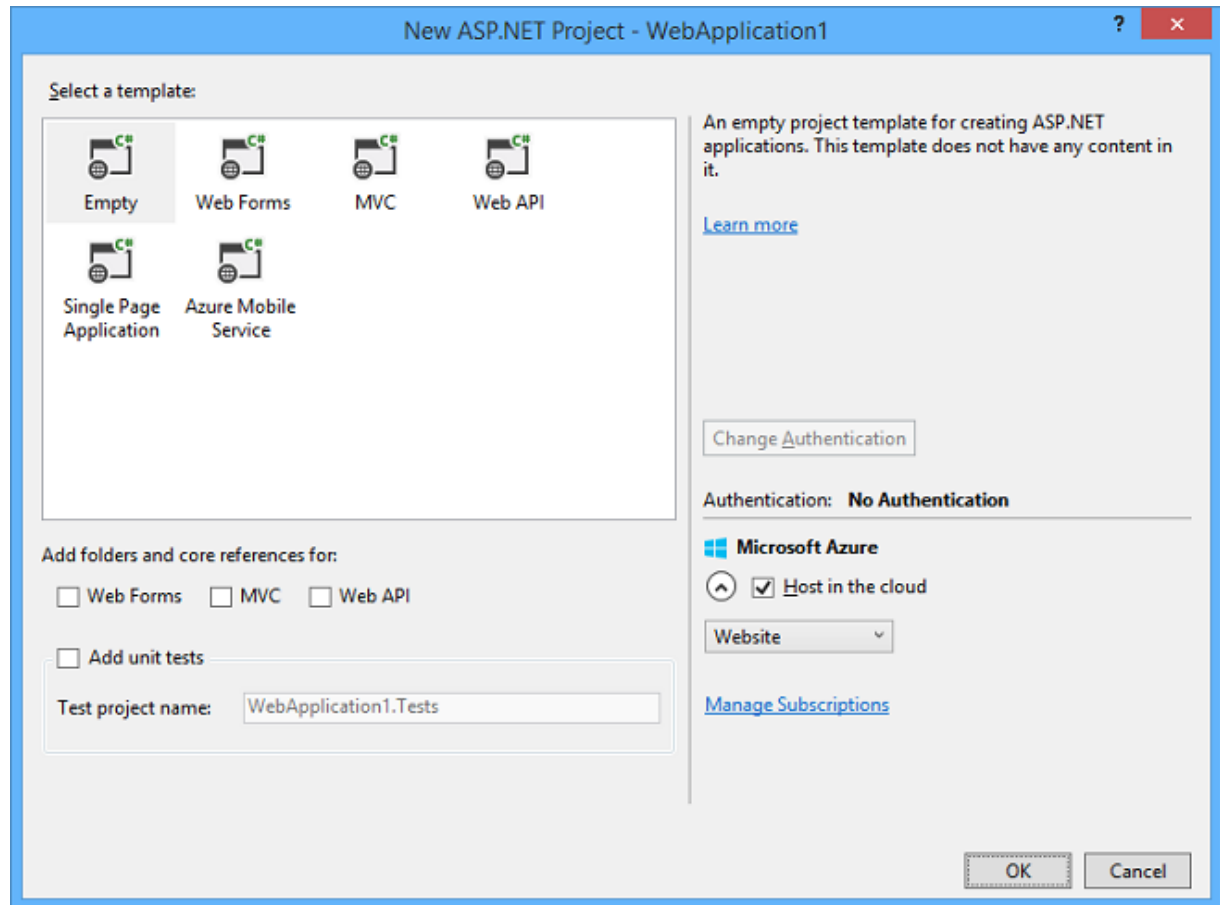 New ASP.NET Project - WebApplication1
?
Select a template:
C# C# C# C#
Empty Web Forms MVC Web API
C# C#
Single Page Application
Azure Mobile Service
An empty project template for creating ASP.NET
applications. This template does not have any content in
it.
Learn more
Change Authentication
Authentication: No Authentication
Add folders and core references for:
Web Forms MVC Web API
Add unit tests
Test project name: WebApplication1.Tests
Microsoft Azure
Host in the cloud
Website
Manage Subscriptions
OK Cancel